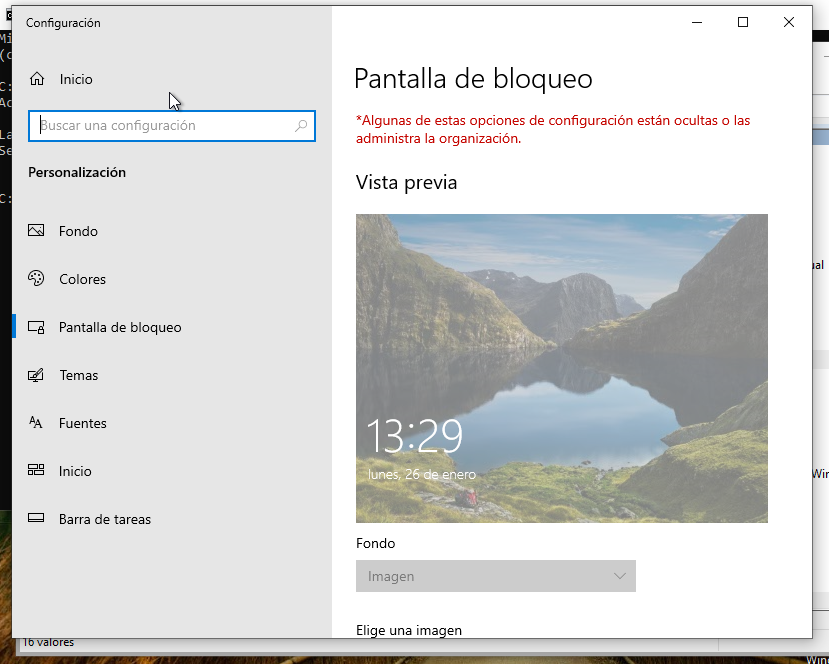 Configuración
Inicio
Buscar una configuración
Personalización
Fondo
Colores
Pantalla de bloqueo
Temas
Fuentes
Inicio
Barra de tareas
Pantalla de bloqueo
*Algunas de estas opciones de configuración están ocultas o las
administra la organización.
Vista previa
13:29
lunes, 26 de enero
Fondo
Imagen
Elige una imagen
16 valores